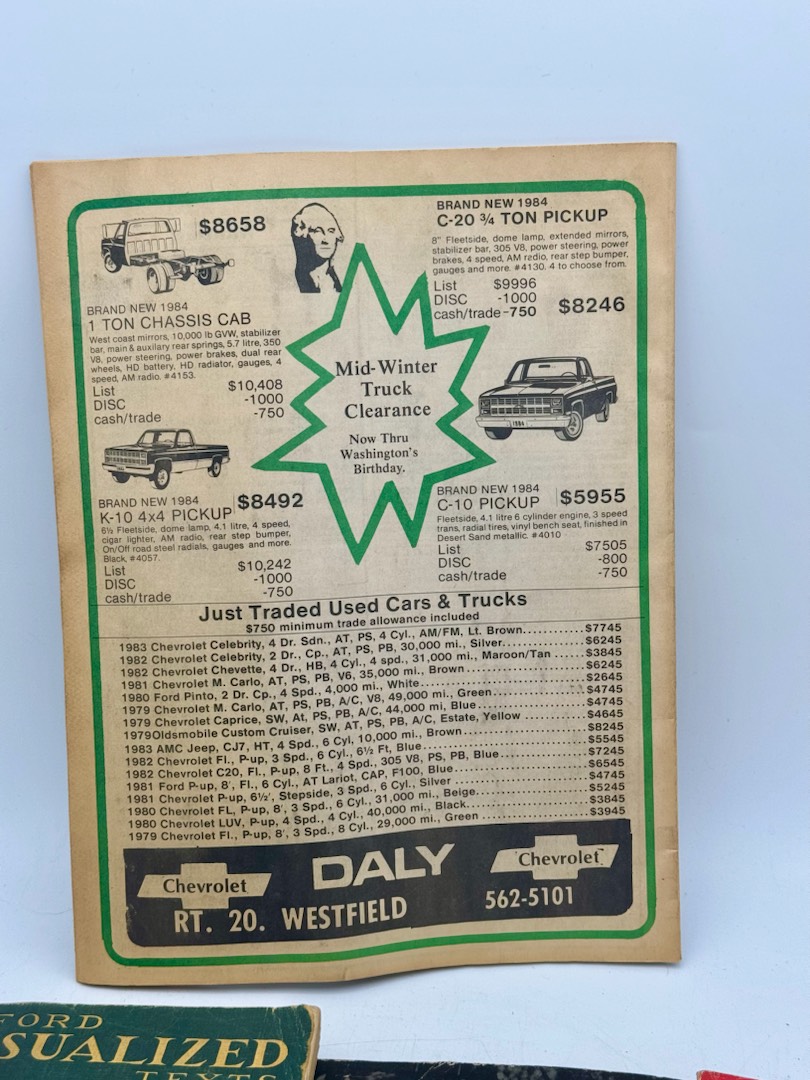 $8658
BRAND NEW 1984
1 TON CHASSIS CAB
West coast mirrors, 10,000 lb GVW, stabilizer
bar, main & auxilary rear springs, 5.7 litre, 350
V8, power steering, power brakes, dual rear
wheels, HD battery, HD radiator, gauges, 4
speed, AM radio. #4153.
List $10,408
DISC -1000
cash/trade -750
BRAND NEW 1984
C-20 ¾ TON PICKUP
8" Fleetside, dome lamp, extended mirrors,
stabilizer bar, 305 V8, power steering, power
brakes, 4 speed, AM radio, rear step bumper,
gauges and more. #4130. 4 to choose from.
List $9996
DISC -1000
cash/trade -750 $8246
Mid-Winter
Truck
Clearance
Now Thru
Washington's
Birthday.
1984
BRAND NEW 1984
K-10 4x4 PICKUP $8492
6½ Fleetside, dome lamp, 4.1 litre, 4 speed,
cigar lighter, AM radio, rear step bumper,
On/Off road steel radials, gauges and more.
Black, #4057.
List $10,242
DISC -1000
cash/trade -750
BRAND NEW 1984
C-10 PICKUP $5955
Fleetside, 4.1 litre 6 cylinder engine, 3 speed
trans, radial tires, vinyl bench seat, finished in
Desert Sand metallic. #4010
List $7505
DISC -800
cash/trade -750
Just Traded Used Cars & Trucks
$750 minimum trade allowance included
1983 Chevrolet Celebrity, 4 Dr. Sdn., AT, PS, 4 Cyl., AM/FM, Lt. Brown...........$7745
1982 Chevrolet Celebrity, 2 Dr., Cp., AT, PS, PB, 30,000 mi., Silver...............$6245
1982 Chevrolet Chevette, 4 Dr., HB, 4 Cyl., 4 spd., 31,000 mi., Maroon/Tan .....$3845
1981 Chevrolet M. Carlo, AT, PS, PB, V6, 35,000 mi., Brown.....................$6245
1980 Ford Pinto, 2 Dr. Cp., 4 Spd., 4,000 mi., White............................$2645
1979 Chevrolet M. Carlo, AT, PS, PB, A/C, V8, 49,000 mi., Green................$4745
1979 Chevrolet Caprice, SW, At, PS, PB, A/C, 44,000 mi, Blue....................$4745
1979Oldsmobile Custom Cruiser, SW, AT, PS, PB, A/C, Estate, Yellow ............$4645
1983 AMC Jeep, CJ7, HT, 4 Spd., 6 Cyl, 10,000 mi., Brown.......................$8245
1982 Chevrolet Fl., P-up, 3 Spd., 6 Cyl., 6½ Ft, Blue..........................$5545
1982 Chevrolet C20, Fl., P-up, 8 Ft., 4 Spd., 305 V8, PS, PB, Blue..............$7245
1981 Ford P-up, 8', Fl., 6 Cyl., AT Lariot, CAP, F100, Blue.....................$6545
1981 Chevrolet P-up, 6½', Stepside, 3 Spd., 6 Cyl., Silver .....................$4745
1980 Chevrolet FL, P-up, 8', 3 Spd., 6 Cyl., 31,000 mi., Beige..................$5245
1980 Chevrolet LUV, P-up, 4 Spd., 4 Cyl., 40,000 mi., Black.....................$3845
1979 Chevrolet Fl., P-up, 8', 3 Spd., 8 Cyl., 29,000 mi., Green ................$3945
Chevrolet DALY Chevrolet
RT. 20. WESTFIELD 562-5101
FORD
SUALIZED
TEXTS